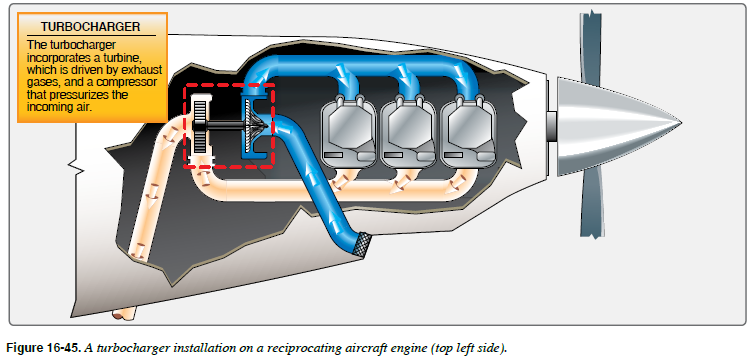 TURBOCHARGER
The turbocharger
incorporates a turbine,
which is driven by exhaust
gases, and a compressor
that pressurizes the
incoming air.
Figure 16-45. A turbocharger installation on a reciprocating aircraft engine (top left side).